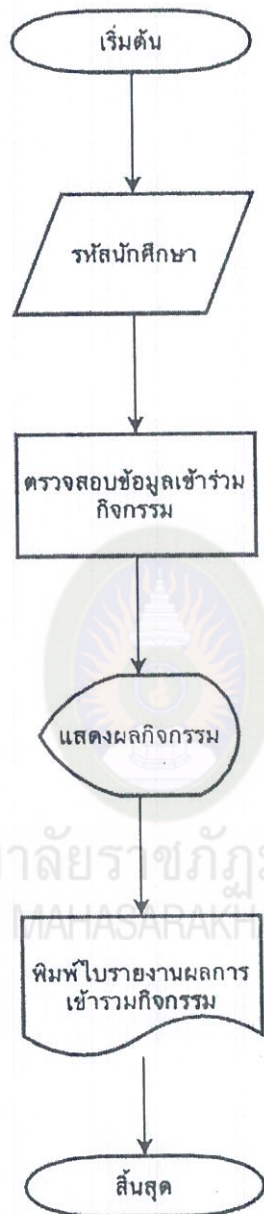 เริ่มต้น
รหัสนักศึกษา
ตรวจสอบข้อมูลเข้าร่วม
กิจกรรม
แสดงผลกิจกรรม
าลัยราชภัฏม
MAHASARAKH
พิมพ์ใบรายงานผลการ
เข้ารวมกิจกรรม
สิ้นสุด